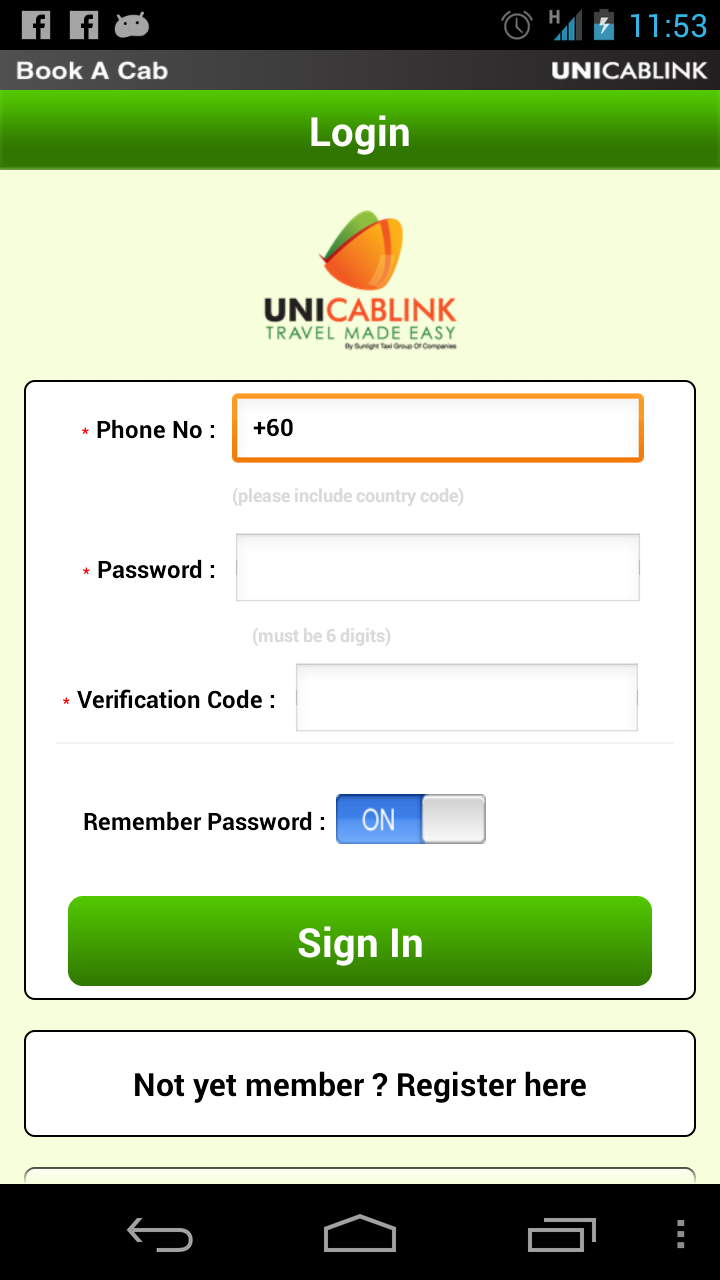 H 11:53
Book A Cab UNICABLINK
Login
UNICABLINK
TRAVEL MADE EASY
By Sunlight Taxi Group Of Companies
* Phone No : +60
(please include country code)
* Password :
(must be 6 digits)
* Verification Code :
Remember Password : ON
Sign In
Not yet member ? Register here